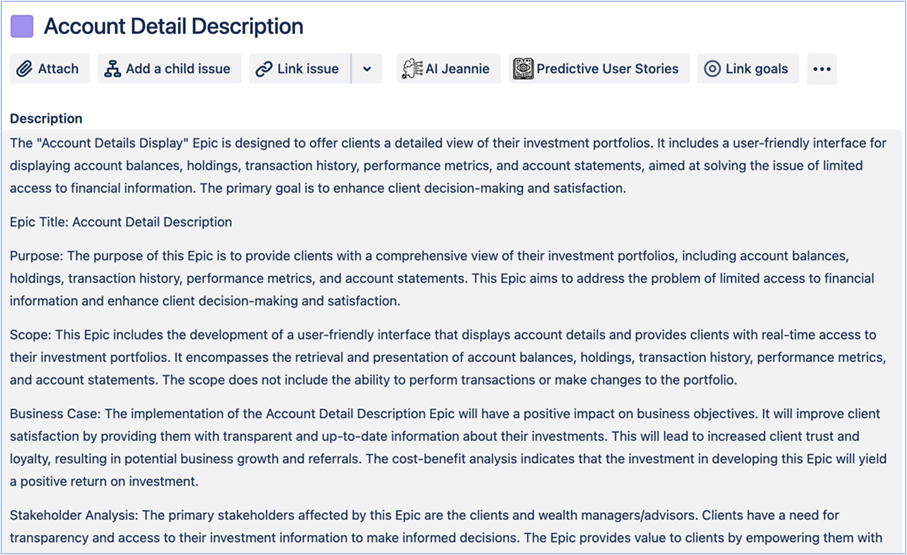 Account Detail Description
Attach
Add a child issue
Link issue
AI Jeannie
Predictive User Stories
Link goals
Description
The "Account Details Display" Epic is designed to offer clients a detailed view of their investment portfolios. It includes a user-friendly interface for
displaying account balances, holdings, transaction history, performance metrics, and account statements, aimed at solving the issue of limited
access to financial information. The primary goal is to enhance client decision-making and satisfaction.
Epic Title: Account Detail Description
Purpose: The purpose of this Epic is to provide clients with a comprehensive view of their investment portfolios, including account balances,
holdings, transaction history, performance metrics, and account statements. This Epic aims to address the problem of limited access to financial
information and enhance client decision-making and satisfaction.
Scope: This Epic includes the development of a user-friendly interface that displays account details and provides clients with real-time access to
their investment portfolios. It encompasses the retrieval and presentation of account balances, holdings, transaction history, performance metrics,
and account statements. The scope does not include the ability to perform transactions or make changes to the portfolio.
Business Case: The implementation of the Account Detail Description Epic will have a positive impact on business objectives. It will improve client
satisfaction by providing them with transparent and up-to-date information about their investments. This will lead to increased client trust and
loyalty, resulting in potential business growth and referrals. The cost-benefit analysis indicates that the investment in developing this Epic will yield
a positive return on investment.
Stakeholder Analysis: The primary stakeholders affected by this Epic are the clients and wealth managers/advisors. Clients have a need for
transparency and access to their investment information to make informed decisions. The Epic provides value to clients by empowering them with